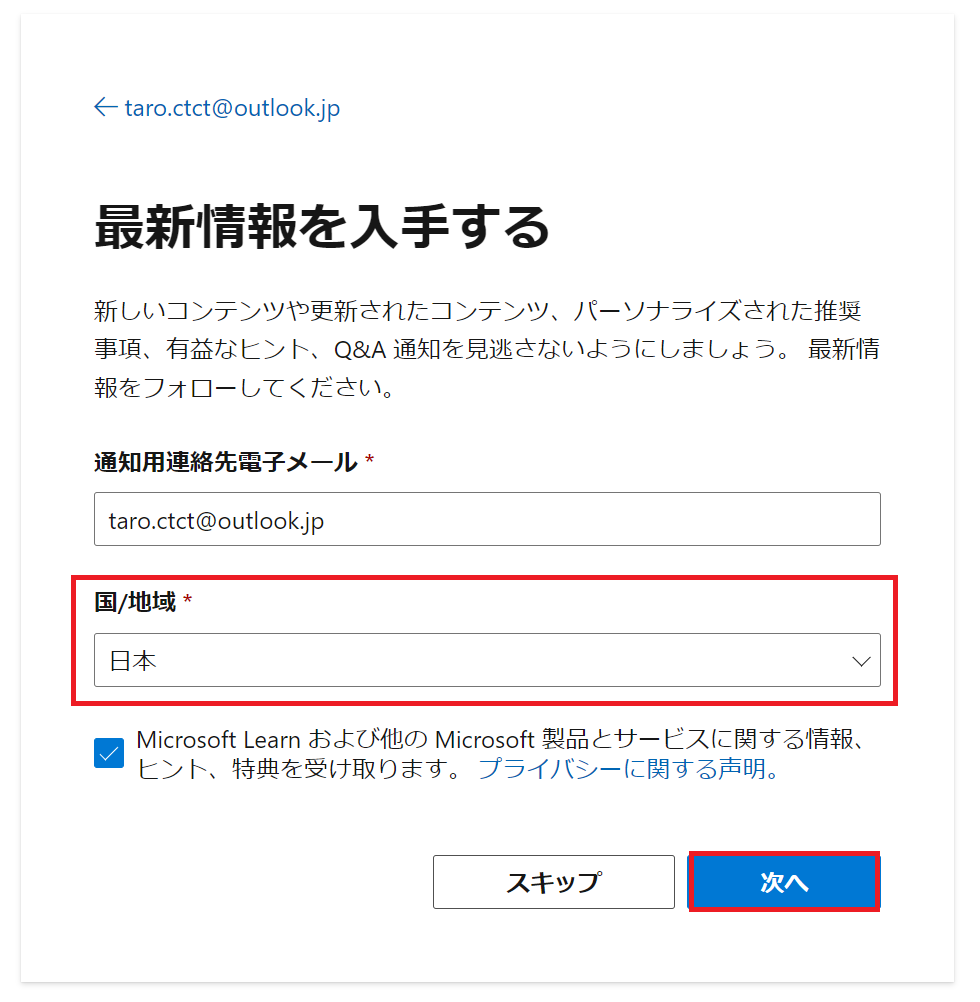 ← taro.ctct@outlook.jp
最新情報を入手する
新しいコンテンツや更新されたコンテンツ、パーソナライズされた推奨
事項、有益なヒント、Q&A 通知を見逃さないようにしましょう。 最新情
報をフォローしてください。
通知用連絡先電子メール *
taro.ctct@outlook.jp
国/地域 *
日本
Microsoft Learn および他の Microsoft 製品とサービスに関する情報、
ヒント、特典を受け取ります。 プライバシーに関する声明。
スキップ
次へ